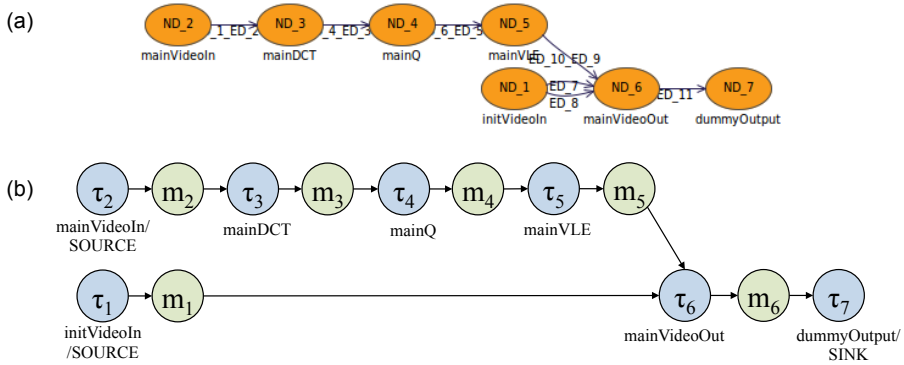 (a)
ND_2 ND_3 ND_4 ND_5
_1_ED_2 _4_ED_3 _6_ED_5
mainVideoIn mainDCT mainQ mainVLE
ED_10_ED_9
ND_1 ED_7 ND_6 ND_7
ED_8 ED_11
initVideoIn mainVideoOut dummyOutput
(b)
τ2 m2 τ3 m3 τ4 m4 τ5 m5
mainVideoIn/ mainDCT mainQ mainVLE
SOURCE
τ1 m1 τ6 m6 τ7
initVideoIn mainVideoOut dummyOutput/
/SOURCE SINK